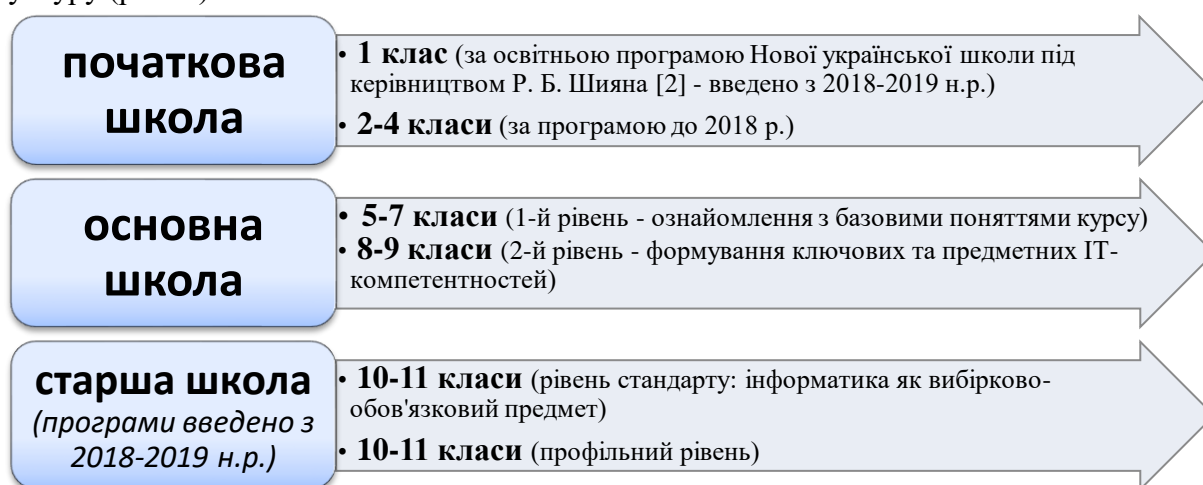 початкова
школа
• 1 клас (за освітньою програмою Нової української школи під
керівництвом Р. Б. Шияна [2] - введено з 2018-2019 н.р.)
• 2-4 класи (за програмою до 2018 р.)
основна
школа
• 5-7 класи (1-й рівень - ознайомлення з базовими поняттями курсу)
• 8-9 класи (2-й рівень - формування ключових та предметних ІТ-
компетентностей)
старша школа
(програми введено з
2018-2019 н.р.)
• 10-11 класи (рівень стандарту: інформатика як вибірково-
обов'язковий предмет)
• 10-11 класи (профільний рівень)